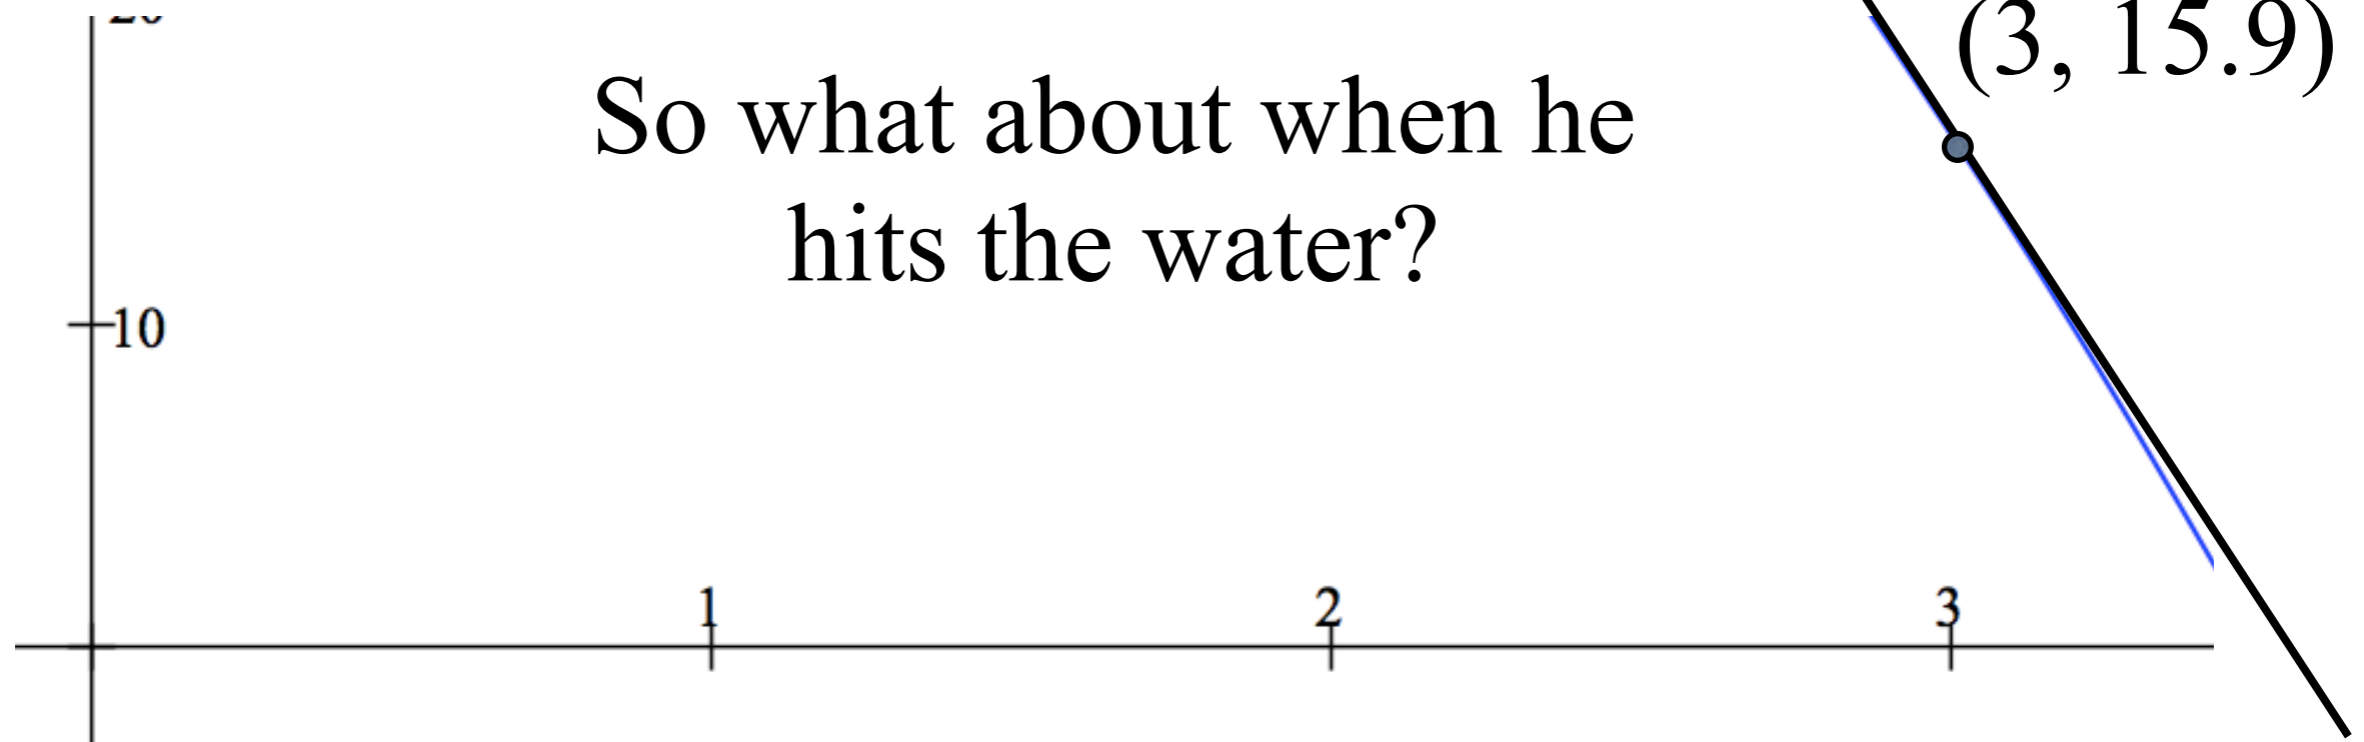 (3, 15.9)
So what about when he
hits the water?
10
1
2
3